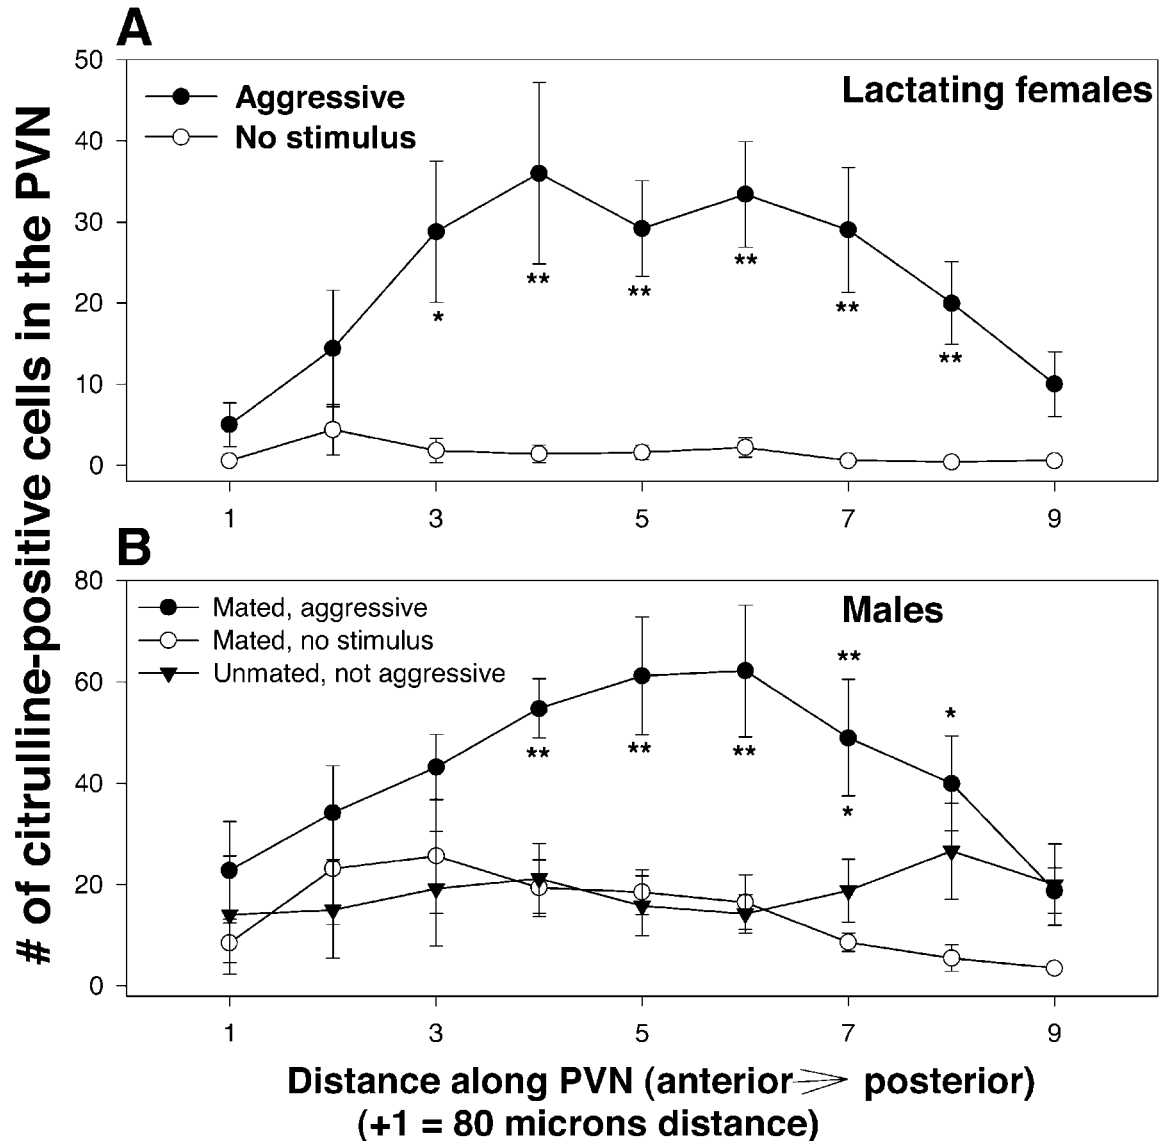 # of citrulline-positive cells in the PVN
A
50
40
30
20
10
0
Aggressive
No stimulus
Lactating females
*
**
**
**
**
**
1 3 5 7 9
B
80
60
40
20
0
Mated, aggressive
Mated, no stimulus
Unmated, not aggressive
Males
**
**
**
**
*
*
1 3 5 7 9
Distance along PVN (anterior posterior)
(+1 = 80 microns distance)